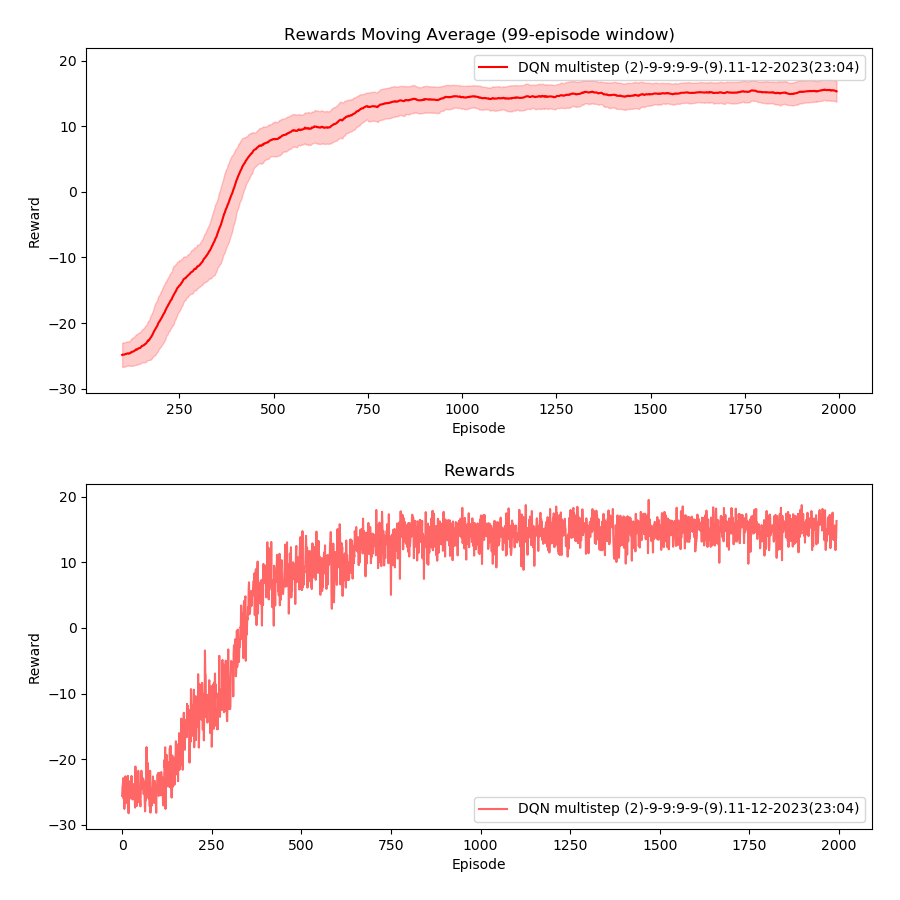 Rewards Moving Average (99-episode window)
DQN multistep (2)-9-9:9-9-(9).11-12-2023(23:04)
20
10
0
−10
−20
−30
Reward
250 500 750 1000 1250 1500 1750 2000
Episode
Rewards
20
10
0
−10
−20
−30
Reward
DQN multistep (2)-9-9:9-9-(9).11-12-2023(23:04)
0 250 500 750 1000 1250 1500 1750 2000
Episode